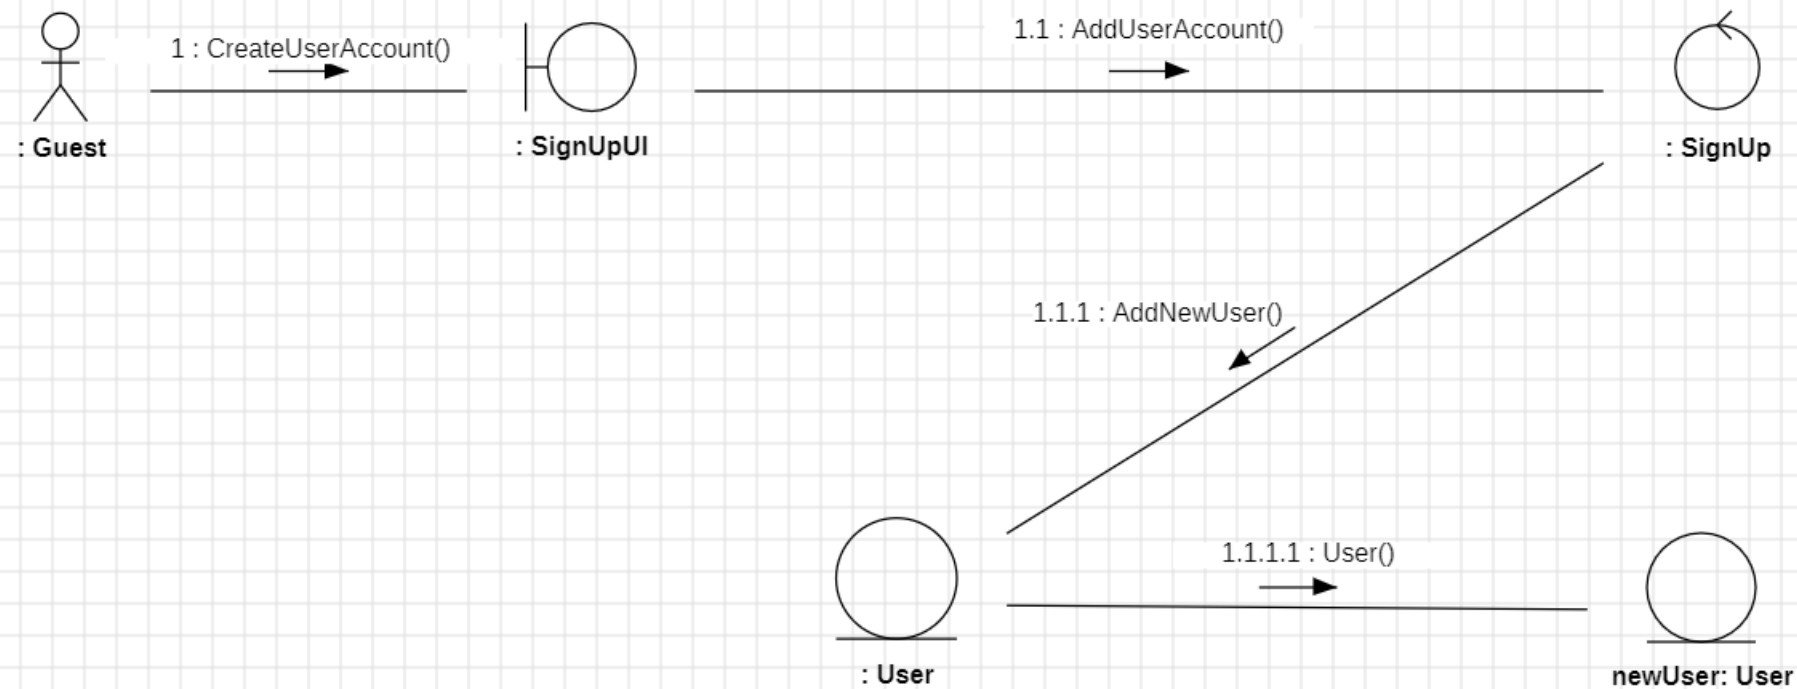 1 : CreateUserAccount()
1.1 : AddUserAccount()
: Guest
: SignUpUI
: SignUp
1.1.1 : AddNewUser()
1.1.1.1 : User()
: User
newUser: User